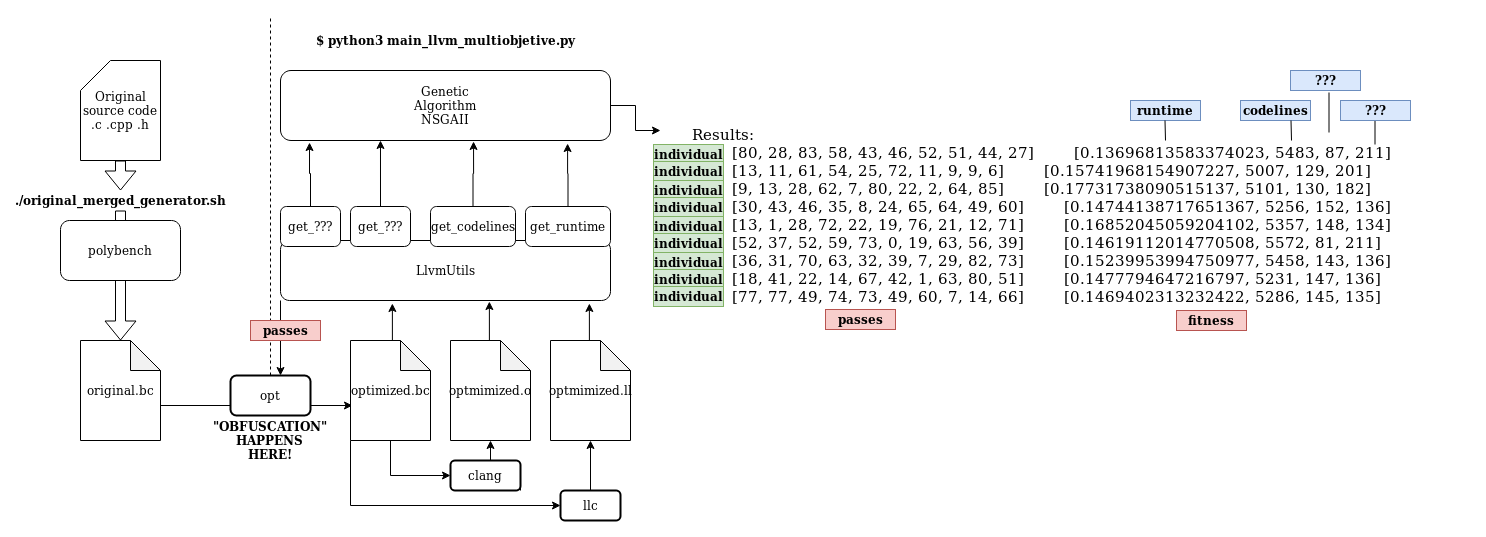 $ python3 main_llvm_multiobjetive.py
Original
source code
.c .cpp .h
./original_merged_generator.sh
polybench
original.bc
Genetic
Algorithm
NSGAII
get_???
get_???
get_codelines
get_runtime
LlvmUtils
passes
opt
"OBFUSCATION"
HAPPENS
HERE!
optimized.bc
optmimized.o
optmimized.ll
clang
llc
???
runtime
codelines
???
Results:
individual [80, 28, 83, 58, 43, 46, 52, 51, 44, 27] [0.13696813583374023, 5483, 87, 211]
individual [13, 11, 61, 54, 25, 72, 11, 9, 9, 6] [0.15741968154907227, 5007, 129, 201]
individual [9, 13, 28, 62, 7, 80, 22, 2, 64, 85] [0.17731738090515137, 5101, 130, 182]
individual [30, 43, 46, 35, 8, 24, 65, 64, 49, 60] [0.14744138717651367, 5256, 152, 136]
individual [13, 1, 28, 72, 22, 19, 76, 21, 12, 71] [0.16852045059204102, 5357, 148, 134]
individual [52, 37, 52, 59, 73, 0, 19, 63, 56, 39] [0.14619112014770508, 5572, 81, 211]
individual [36, 31, 70, 63, 32, 39, 7, 29, 82, 73] [0.15239953994750977, 5458, 143, 136]
individual [18, 41, 22, 14, 67, 42, 1, 63, 80, 51] [0.1477794647216797, 5231, 147, 136]
individual [77, 77, 49, 74, 73, 49, 60, 7, 14, 66] [0.1469402313232422, 5286, 145, 135]
passes
fitness